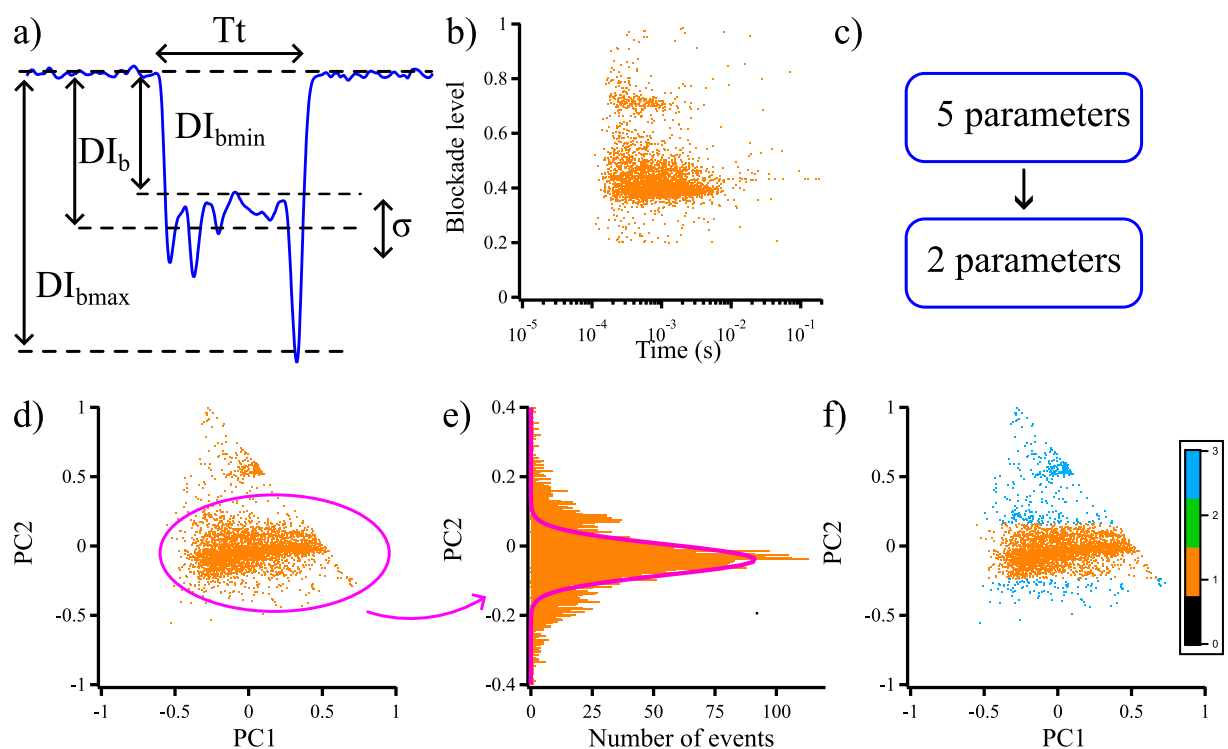 a)
Tt
DI_bmin
DI_b
σ
DI_bmax
b)
Blockade level
1
0.8
0.6
0.4
0.2
0
10^-5
10^-4
10^-3
10^-2
10^-1
Time (s)
c)
5 parameters
2 parameters
d)
PC2
1
0.5
0
-0.5
-1
-1
-0.5
0
0.5
1
PC1
e)
PC2
0.4
0.2
0
-0.2
-0.4
0
25
50
75
100
Number of events
f)
PC2
1
0.5
0
-0.5
-1
-1
-0.5
0
0.5
1
PC1
3
2
1
0